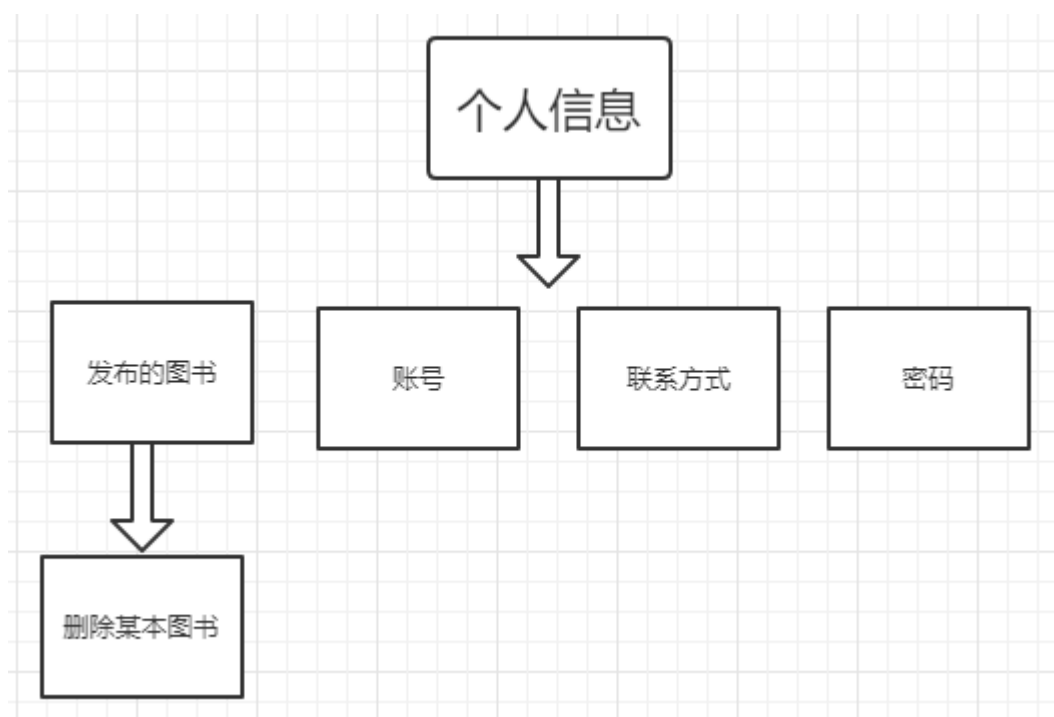 个人信息
发布的图书
账号
联系方式
密码
删除某本图书